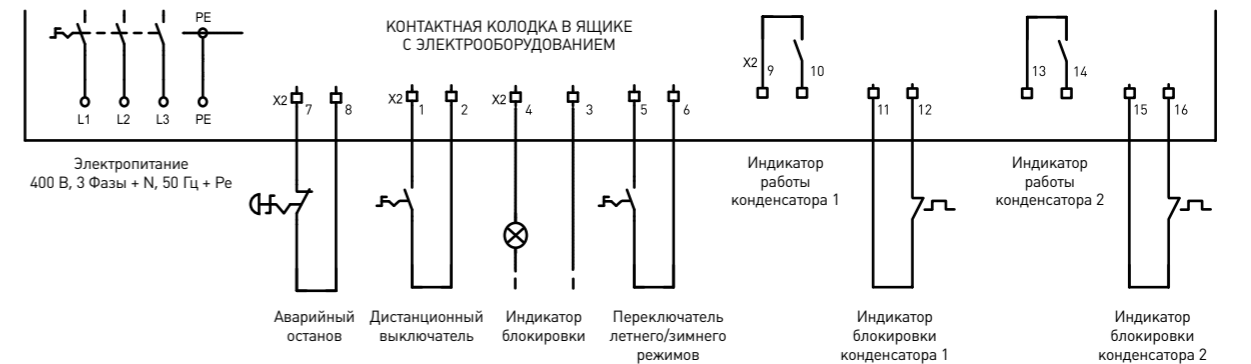 КОНТАКТНАЯ КОЛОДКА В ЯЩИКЕ
С ЭЛЕКТРООБОРУДОВАНИЕМ
PE
L1 L2 L3 PE
X2 7 8
X2 1 2
X2 4 3
5 6
X2 9 10
11 12
13 14
15 16
Электропитание
400 В, 3 Фазы + N, 50 Гц + Pe
Индикатор
работы
конденсатора 1
Индикатор
работы
конденсатора 2
Аварийный
останов
Дистанционный
выключатель
Индикатор
блокировки
Переключатель
летнего/зимнего
режимов
Индикатор
блокировки
конденсатора 1
Индикатор
блокировки
конденсатора 2